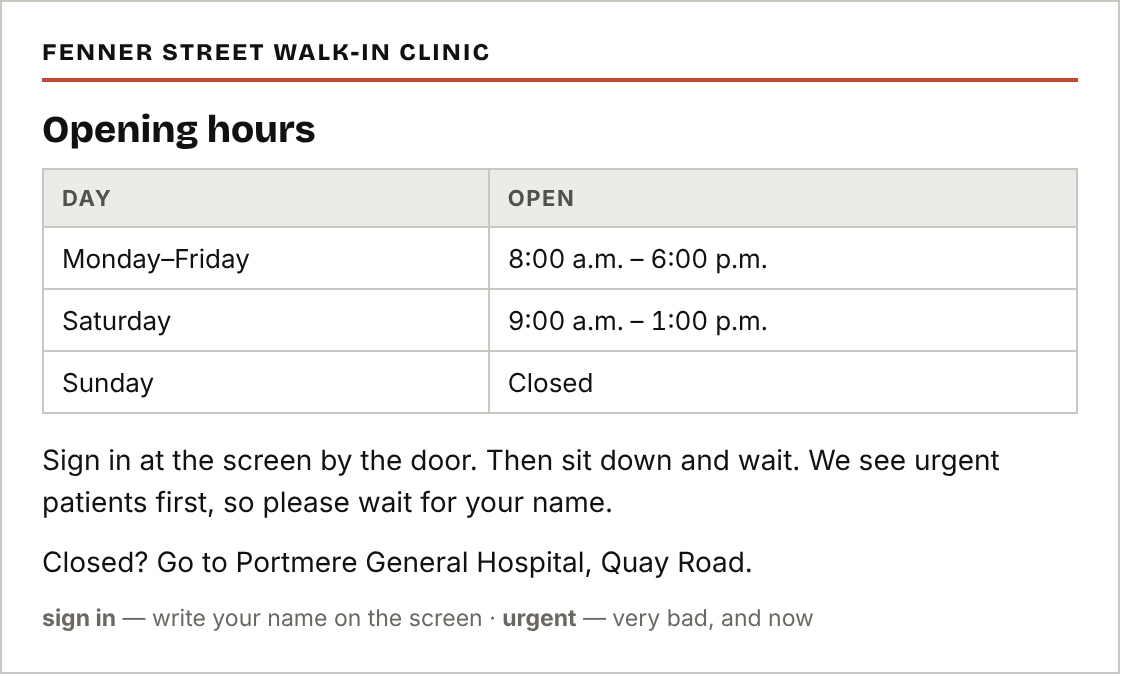 FENNER STREET WALK-IN CLINIC
Opening hours
DAY OPEN
Monday–Friday 8:00 a.m. – 6:00 p.m.
Saturday 9:00 a.m. – 1:00 p.m.
Sunday Closed
Sign in at the screen by the door. Then sit down and wait. We see urgent
patients first, so please wait for your name.
Closed? Go to Portmere General Hospital, Quay Road.
sign in — write your name on the screen · urgent — very bad, and now